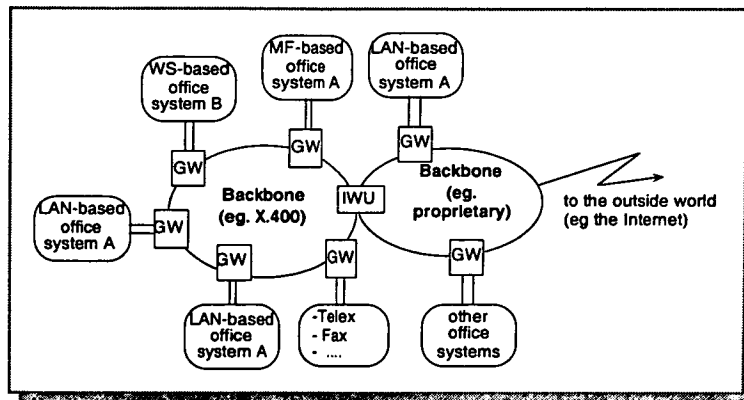 MF-based
office
system A
LAN-based
office
system A
WS-based
office
system B
GW
GW
GW
Backbone
(eg. X.400)
IWU
Backbone
(eg.
proprietary)
to the outside world
(eg the Internet)
LAN-based
office
system A
GW
GW
GW
GW
LAN-based
office
system A
-Telex
- Fax
- ....
other
office
systems